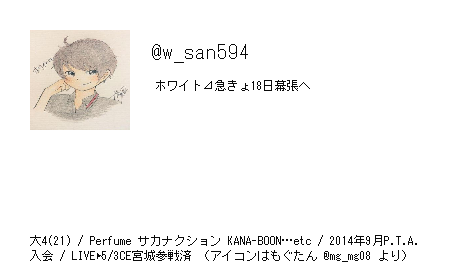 @w_san594
ホワイト⊿急きょ18日幕張へ
大4(21) / Perfume サカナクション KANA-BOON…etc / 2014年9月P.T.A.
入会 / LIVE▶5/3CE宮城参戦済 （アイコンはもぐたん @mg_mg08 より）